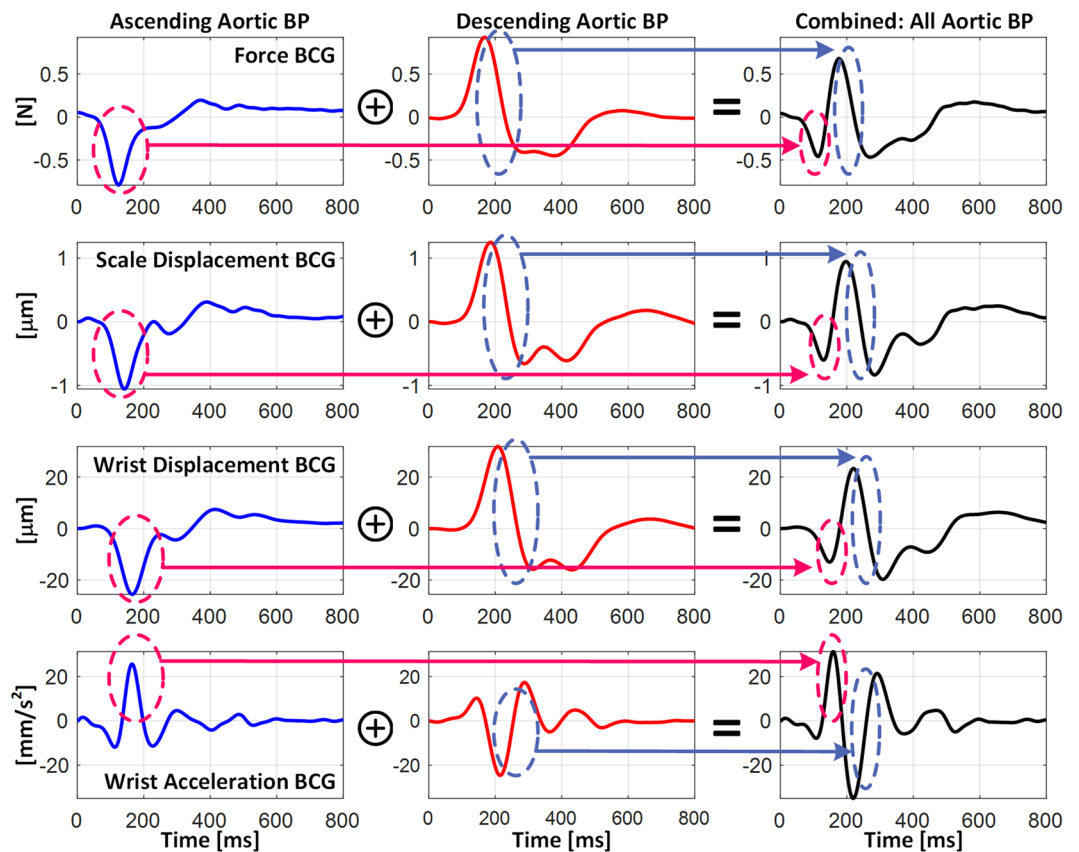 Ascending Aortic BP Descending Aortic BP Combined: All Aortic BP
Force BCG
[N]
0.5 0.5 0.5
0 0 0
-0.5 -0.5 -0.5
0 200 400 600 800 0 200 400 600 800 0 200 400 600 800
Scale Displacement BCG
[µm]
1 1 1
0 0 0
-1 -1 -1
0 200 400 600 800 0 200 400 600 800 0 200 400 600 800
Wrist Displacement BCG
[µm]
20 20 20
0 0 0
-20 -20 -20
0 200 400 600 800 0 200 400 600 800 0 200 400 600 800
[mm/s²]
20 20 20
0 0 0
-20 -20 -20
Wrist Acceleration BCG
0 200 400 600 800 0 200 400 600 800 0 200 400 600 800
Time [ms] Time [ms] Time [ms]